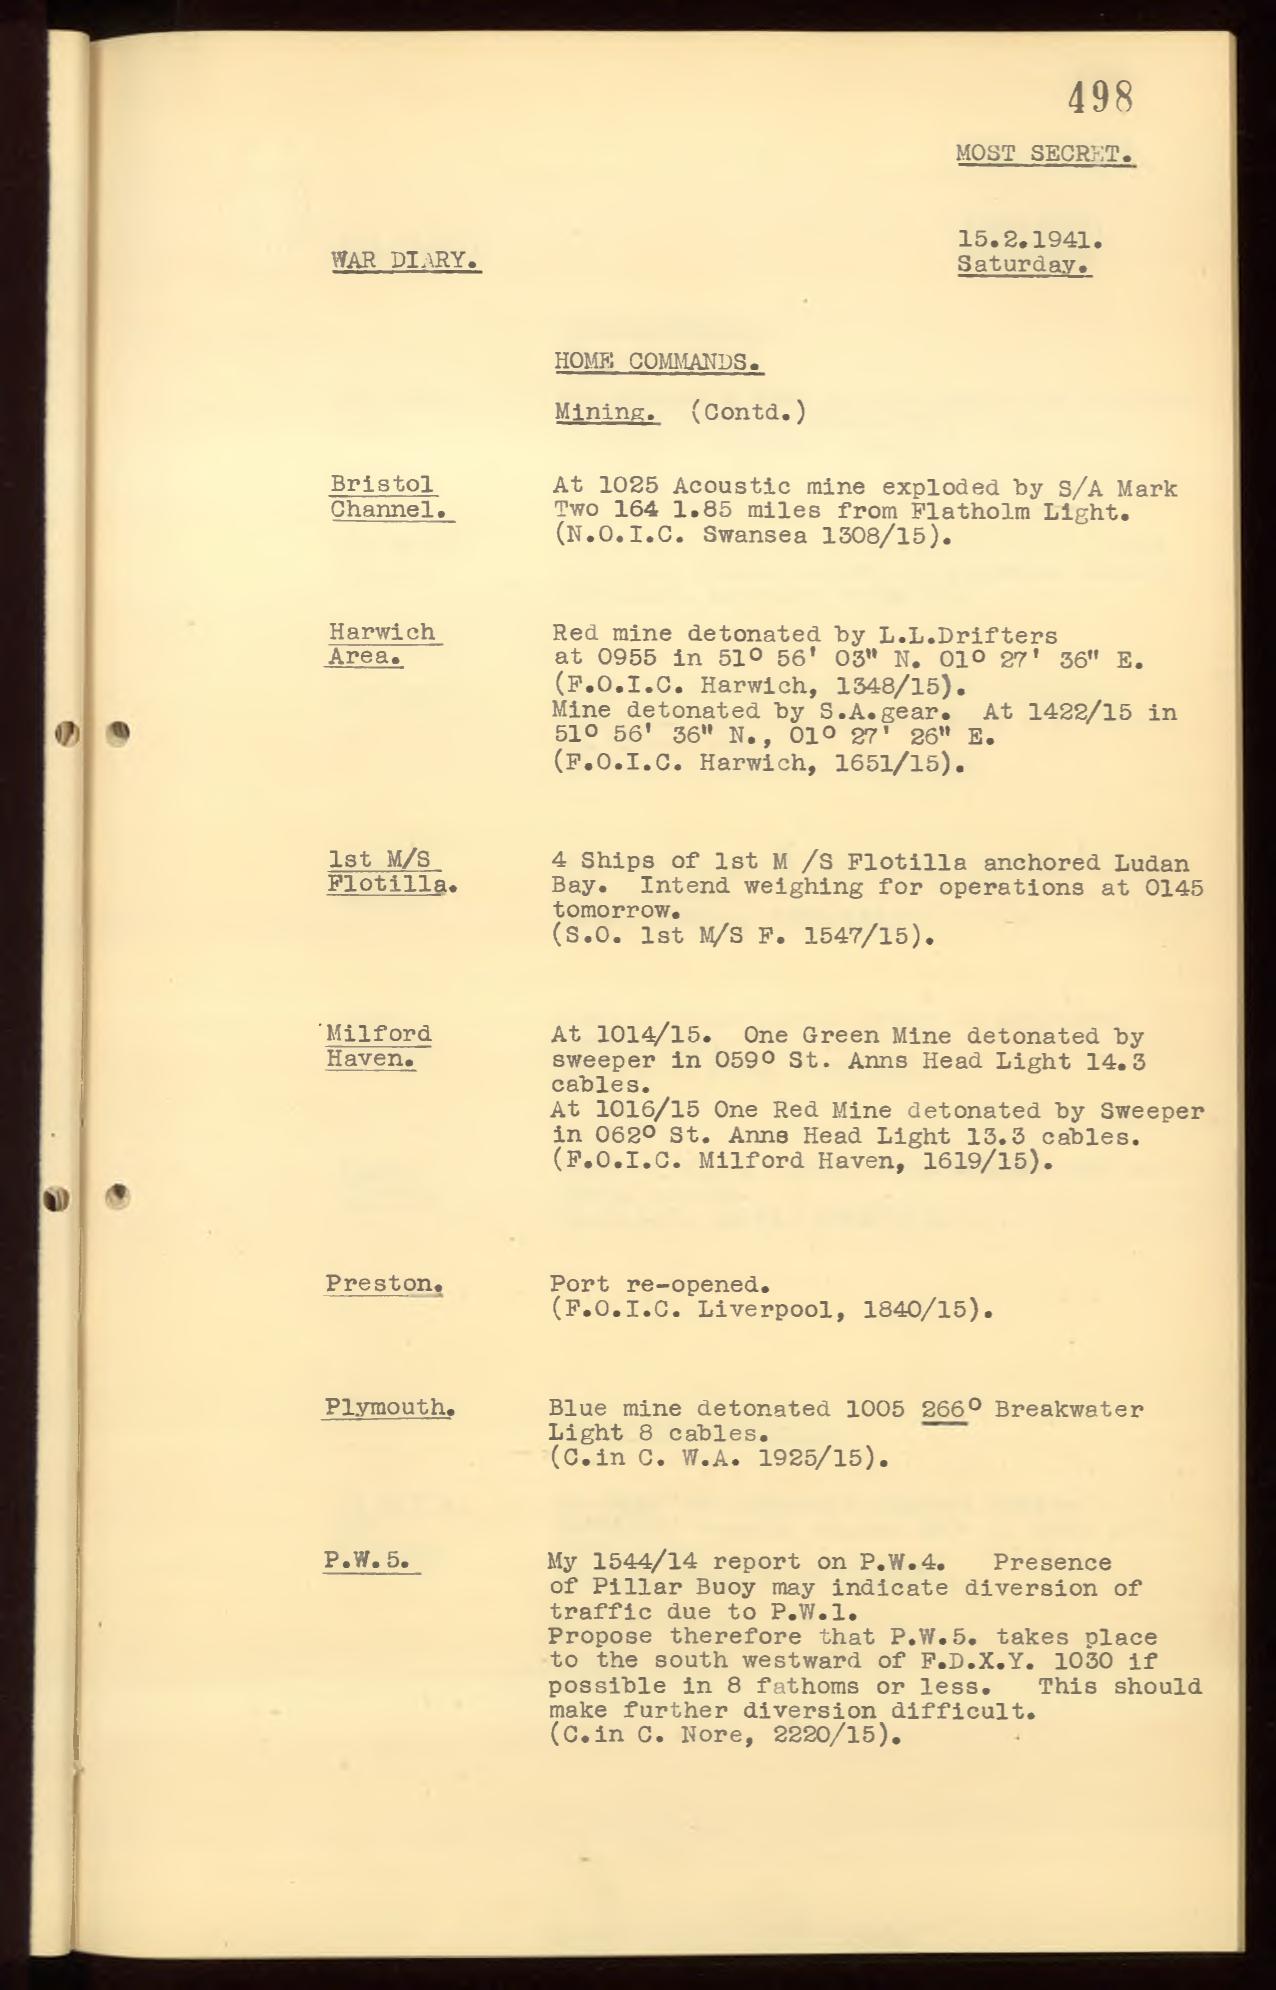 498
MOST SECRET.
15.2.1941.
WAR DIARY.
Saturday.
HOME COMMANDS.
Mining. (Contd.)
Bristol
Channel.
At 1025 Acoustic mine exploded by S/A Mark
Two 164 1.85 miles from Flatholm Light.
(N.O.I.C. Swansea 1308/15).
Harwich
Area.
Red mine detonated by L.L.Drifters
at 0955 in 51° 56' 03" N. 01° 27' 36" E.
(F.O.I.C. Harwich, 1348/15).
Mine detonated by S.A.gear. At 1422/15 in
51° 56' 36" N., 01° 27' 26" E.
(F.O.I.C. Harwich, 1651/15).
1st M/S
Flotilla.
4 Ships of 1st M /S Flotilla anchored Ludan
Bay. Intend weighing for operations at 0145
tomorrow.
(S.O. 1st M/S F. 1547/15).
Milford
Haven.
At 1014/15. One Green Mine detonated by
sweeper in 059° St. Anns Head Light 14.3
cables.
At 1016/15 One Red Mine detonated by Sweeper
in 062° St. Anns Head Light 13.3 cables.
(F.O.I.C. Milford Haven, 1619/15).
Preston.
Port re-opened.
(F.O.I.C. Liverpool, 1840/15).
Plymouth.
Blue mine detonated 1005 266° Breakwater
Light 8 cables.
(C.in C. W.A. 1925/15).
P.W.5.
My 1544/14 report on P.W.4. Presence
of Pillar Buoy may indicate diversion of
traffic due to P.W.1.
Propose therefore that P.W.5. takes place
to the south westward of F.D.X.Y. 1030 if
possible in 8 fathoms or less. This should
make further diversion difficult.
(C.in C. Nore, 2220/15).